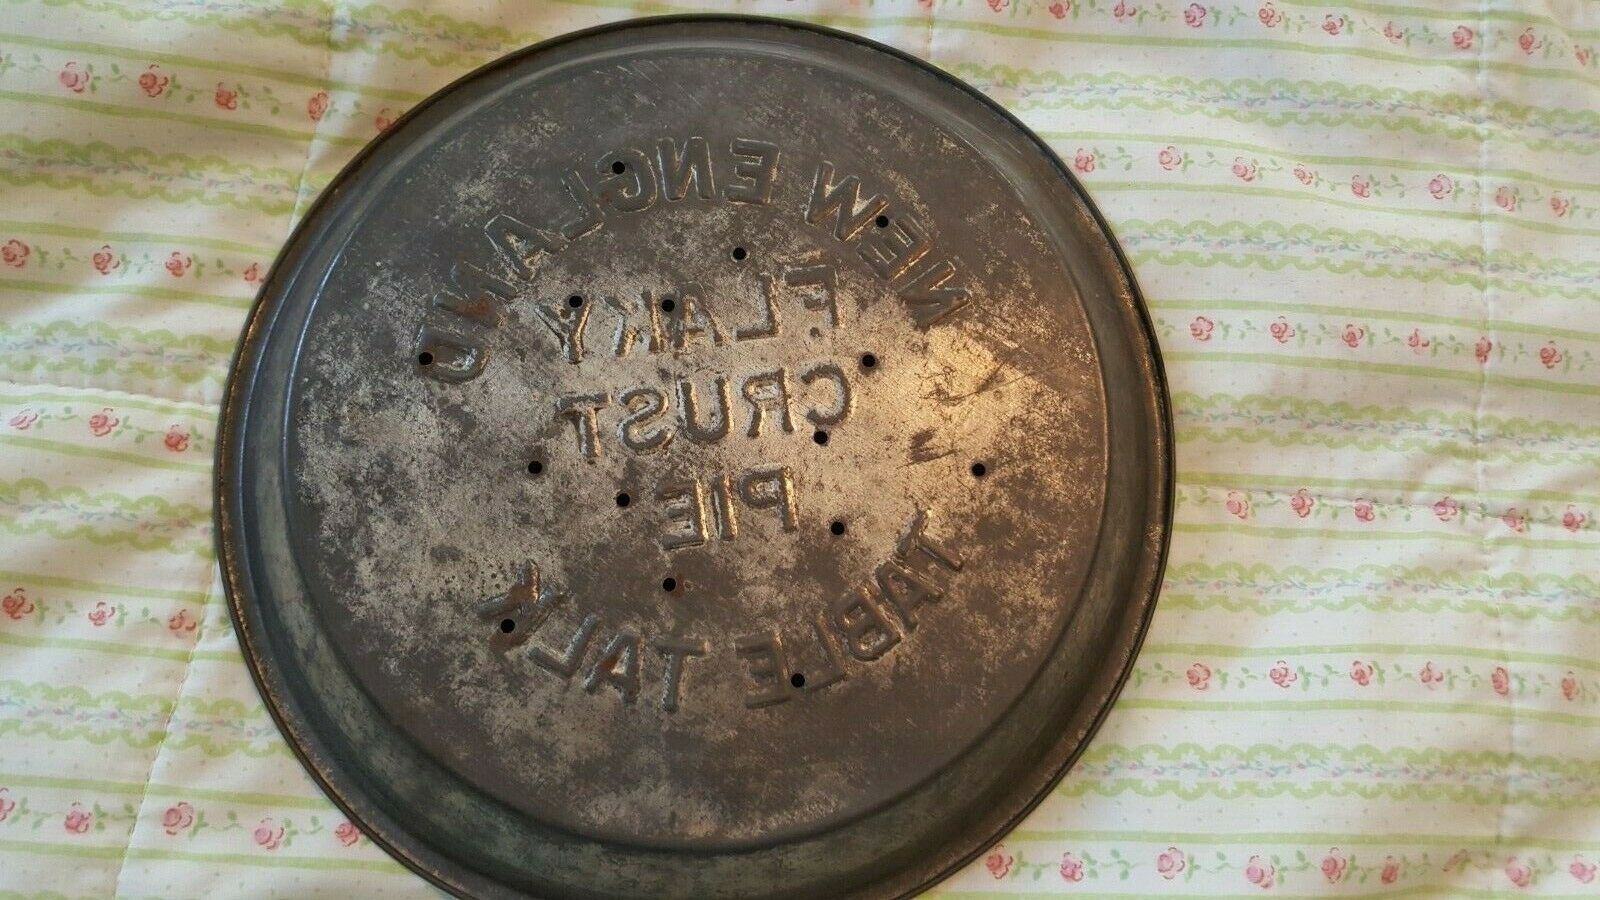 NEW ENGLAND
FLAKY
CRUST
PIE
TABLE TALK